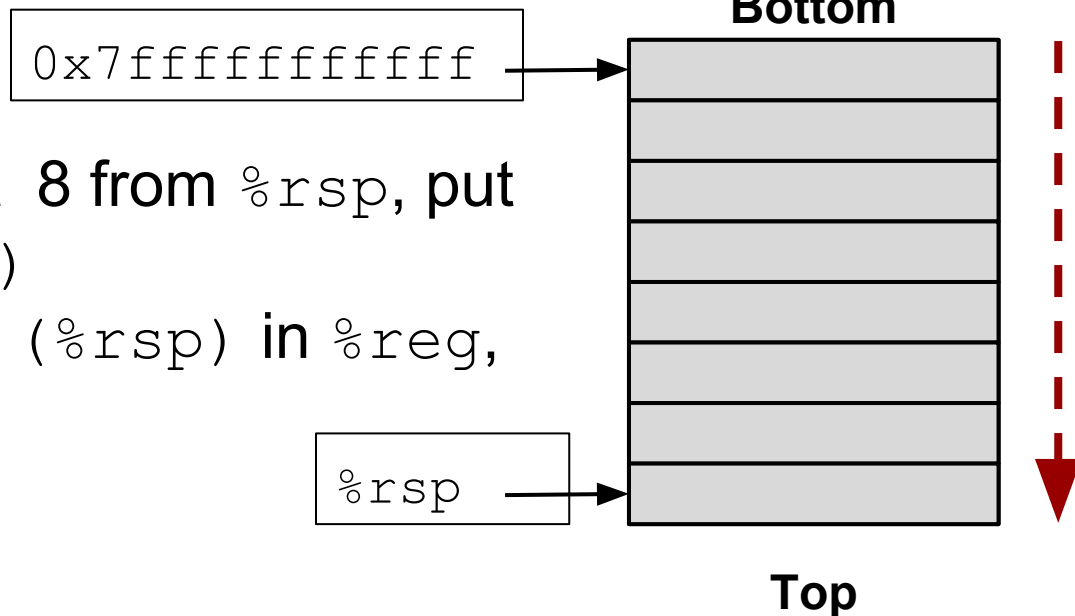 Bottom
0x7fffffffffff
8 from %rsp, put
)
(%rsp) in %reg,
%rsp
Top